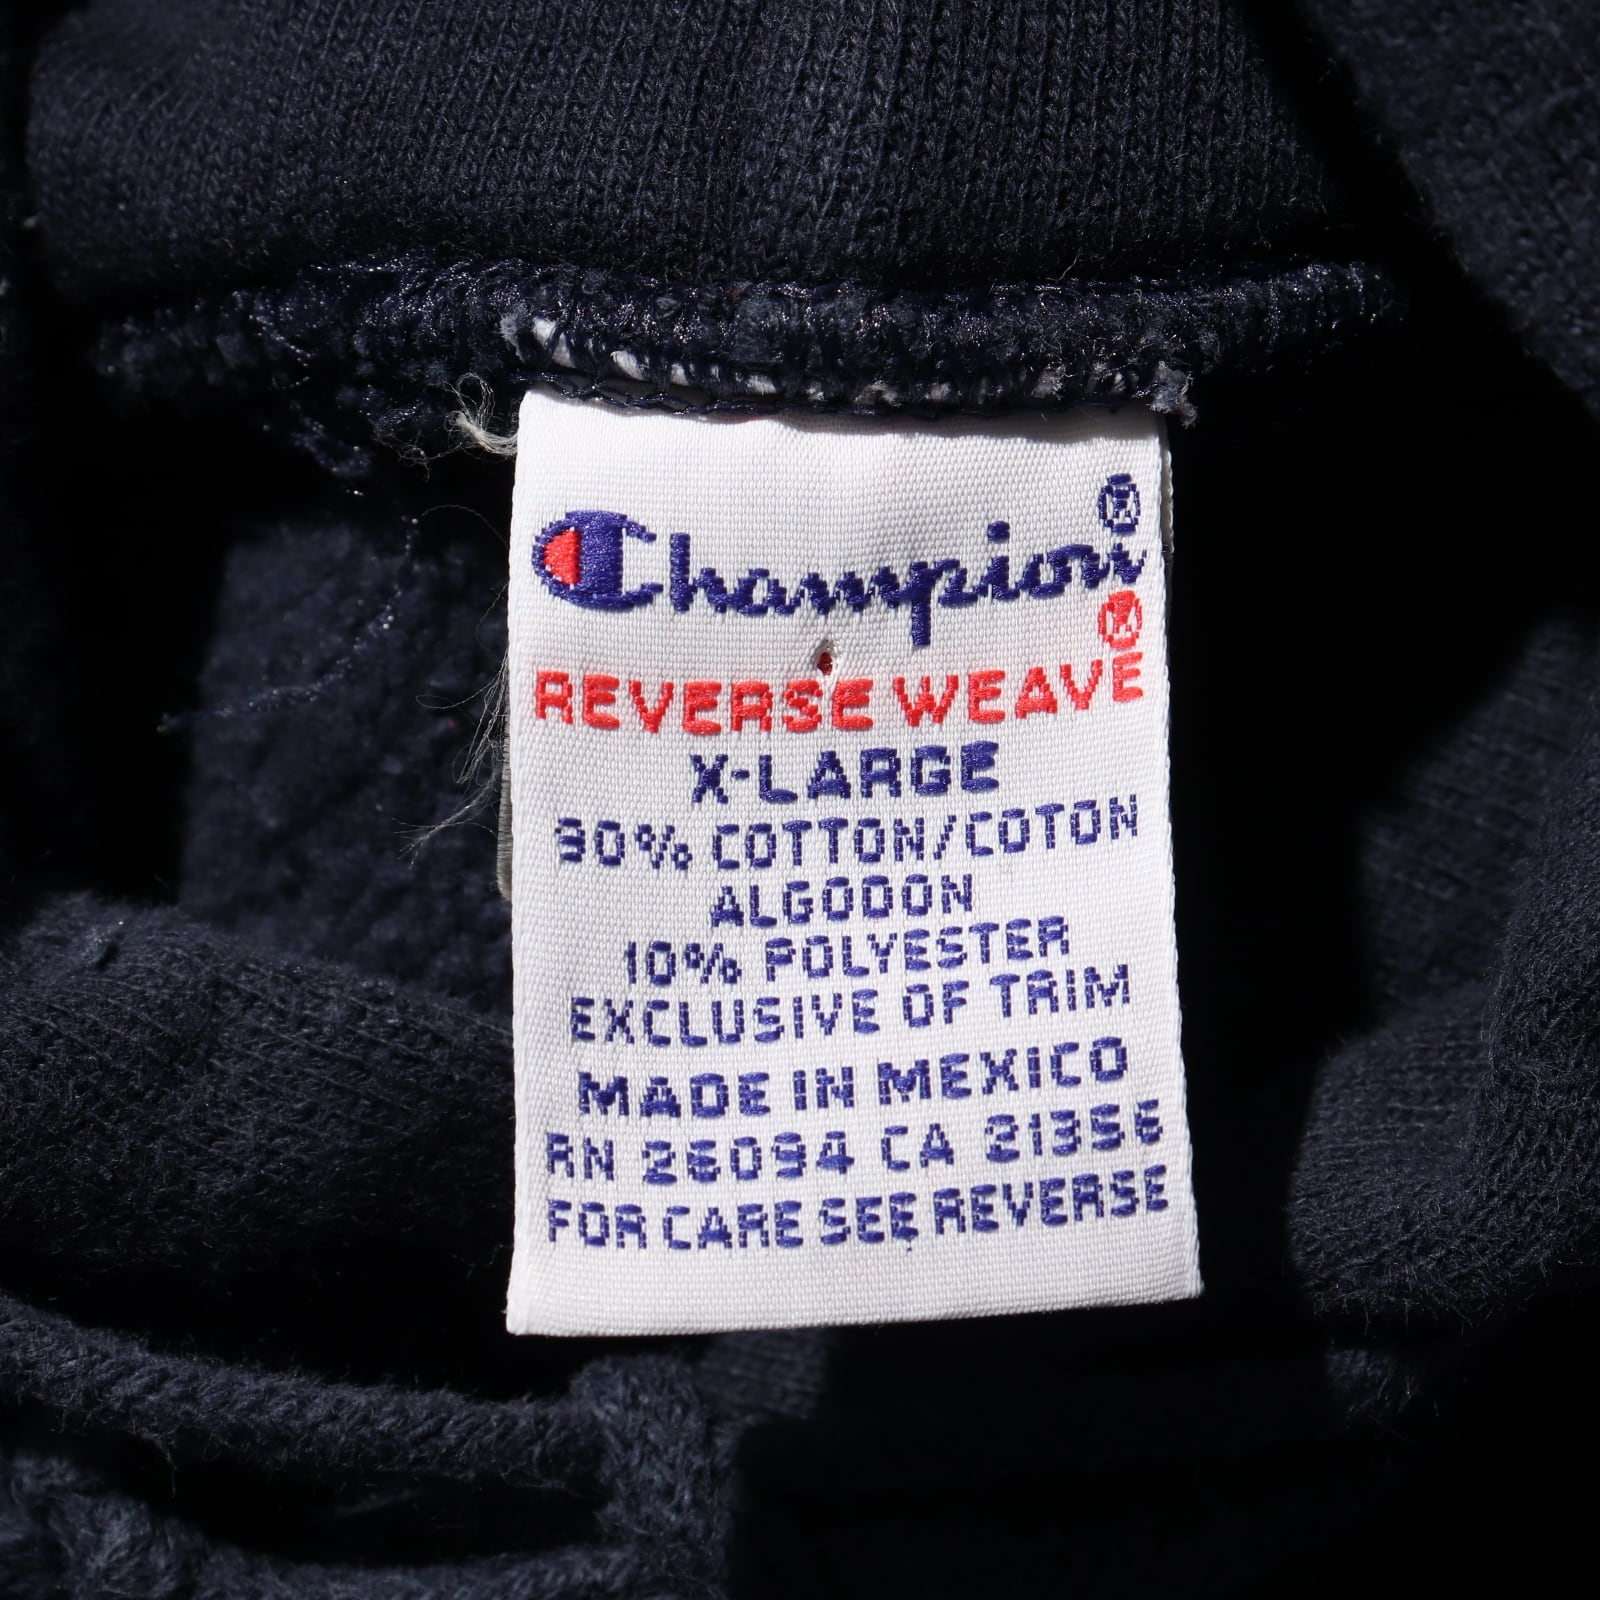 Champion®
REVERSE WEAVE®
X-LARGE
90% COTTON/COTON
ALGODON
10% POLYESTER
EXCLUSIVE OF TRIM
MADE IN MEXICO
RN 26094 CA 21356
FOR CARE SEE REVERSE